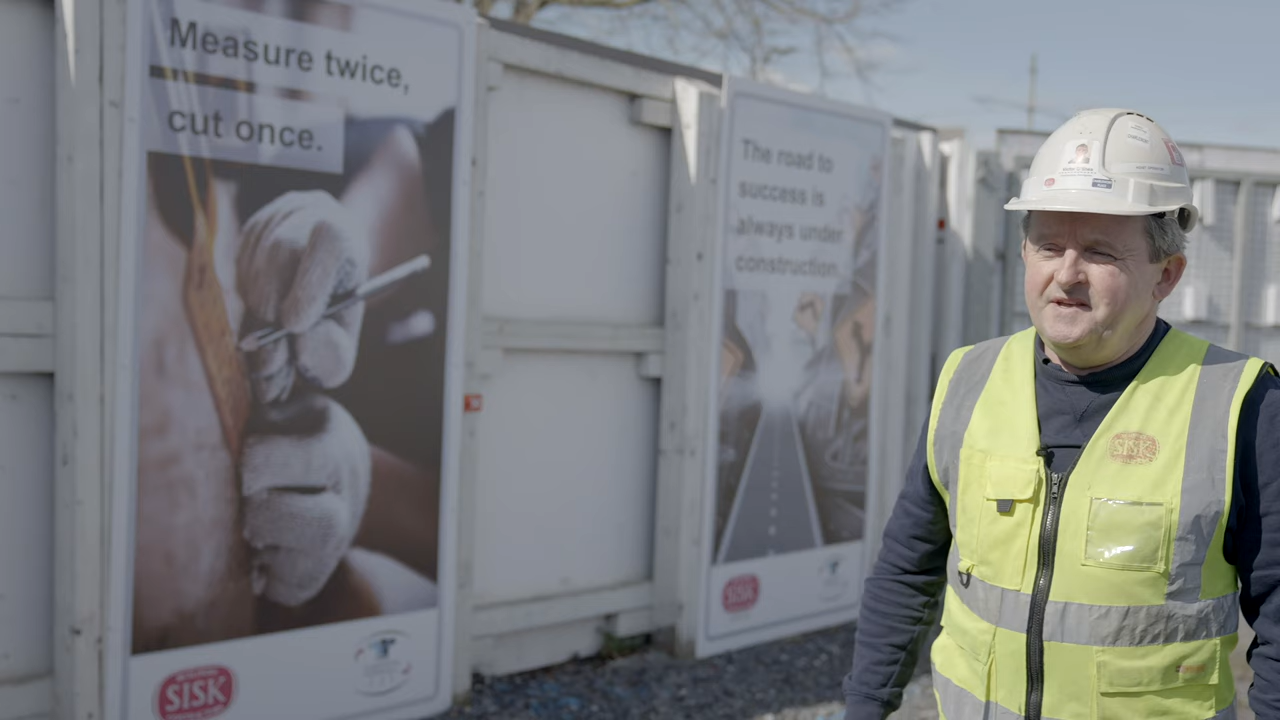 Measure twice,
cut once.
The road to
success is
always under
construction.
SISK
SISK
SISK